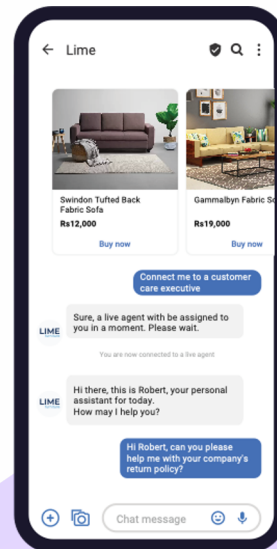 Lime
Swindon Tufted Back
Fabric Sofa
Rs12,000
Buy now
Gammalbyn Fabric So
Rs19,000
Buy now
Connect me to a customer
care executive
Sure, a live agent with be assigned to
you in a moment. Please wait.
LIME
You are now connected to a live agent
Hi there, this is Robert, your personal
assistant for today.
How may I help you?
LIME
Hi Robert, can you please
help me with your company's
return policy?
Chat message